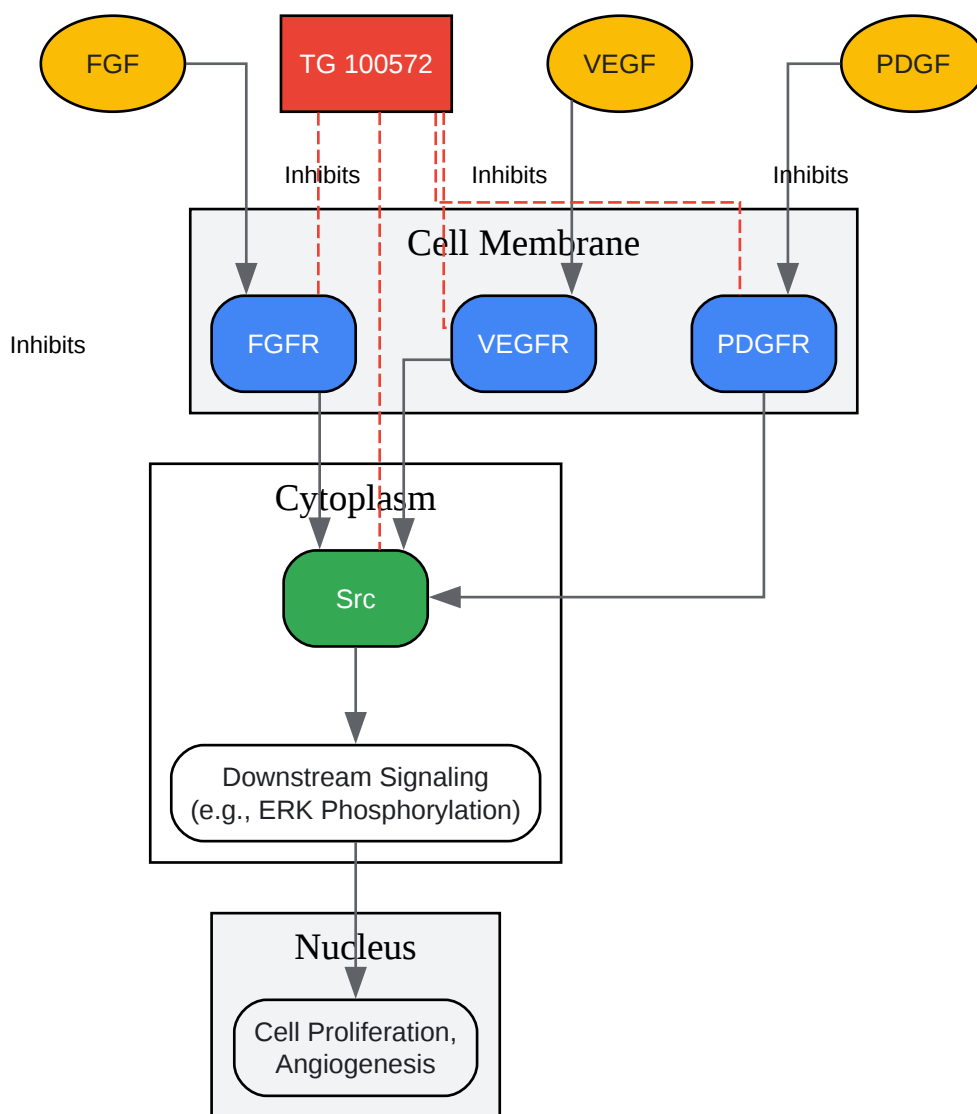 FGF
TG 100572
VEGF
PDGF
Inhibits
Inhibits
Inhibits
Cell Membrane
Inhibits
FGFR
VEGFR
PDGFR
Cytoplasm
Src
Downstream Signaling
(e.g., ERK Phosphorylation)
Nucleus
Cell Proliferation,
Angiogenesis